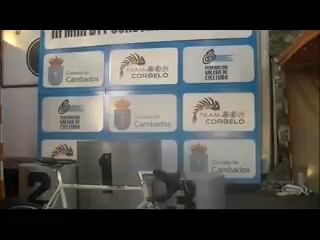 Concello de
Cambados
TEAM
CORBELO
FEDERACIÓN
GALEGA DE
CICLISMO
FEDERACIÓN
GALEGA DE
CICLISMO
Concello de
Cambados
TEAM
CORBELO
TEAM
Concello de
Cambados
2 1 3